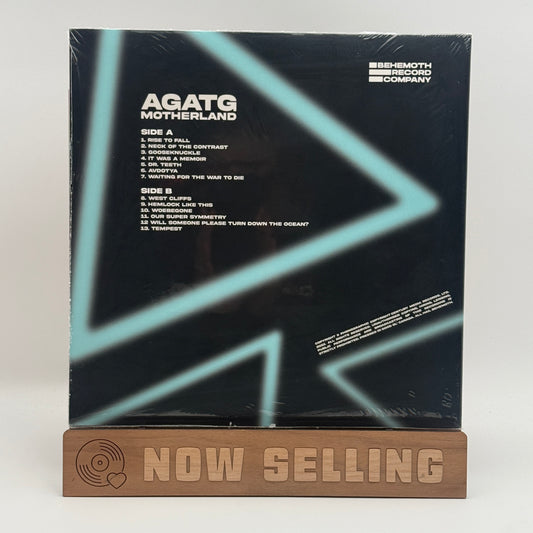 BEHEMOTH
RECORD
COMPANY
AGATG
MOTHERLAND
SIDE A
1. RISE TO FALL
2. NECK OF THE CONTRAST
3. GOOSEKNUCKLE
4. IT WAS A MEMOIR
5. DR. TEETH
6. AVDOTYA
7. WAITING FOR THE WAR TO DIE
SIDE B
8. WEST CLIFFS
9. HEMLOCK LIKE THIS
10. WOEBEGONE
11. OUR SUPER SYMMETRY
12 WILL SOMEONE PLEASE TURN DOWN THE OCEAN?
13. TEMPEST
NOW SELLING